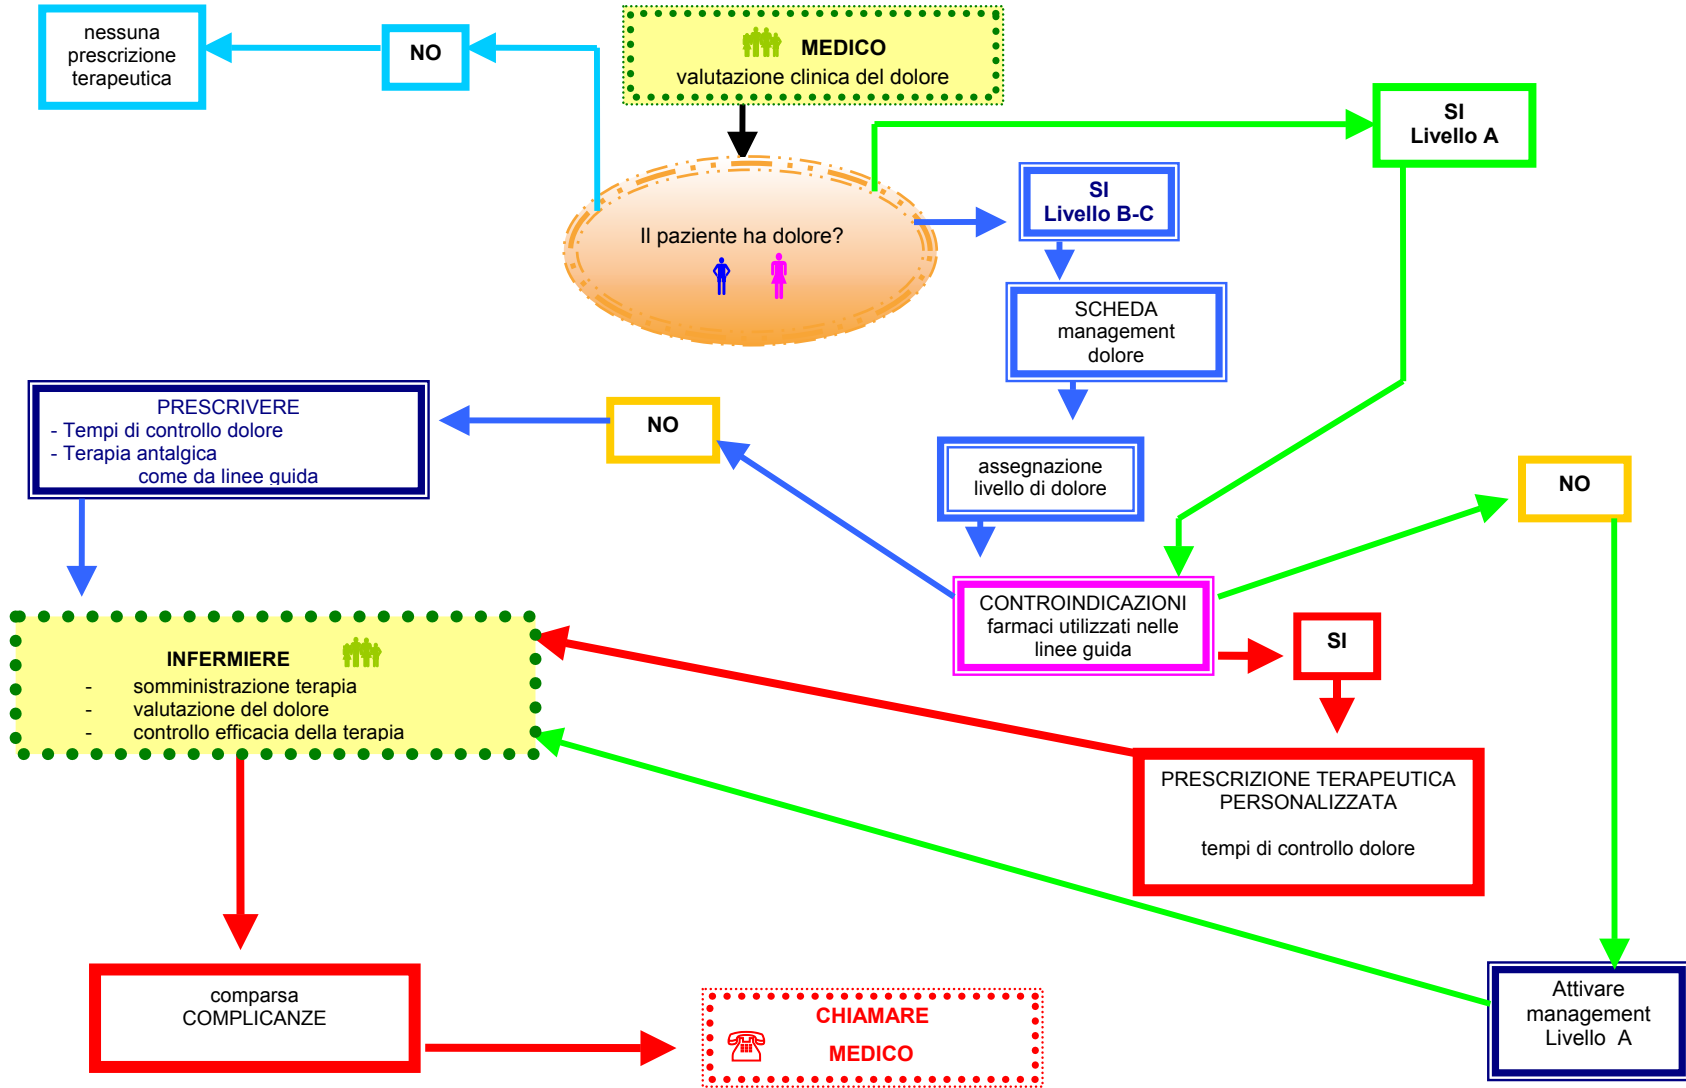 nessuna
prescrizione
terapeutica
NO
MEDICO
valutazione clinica del dolore
SI
Livello A
SI
Livello B-C
Il paziente ha dolore?
SCHEDA
management
dolore
PRESCRIVERE
- Tempi di controllo dolore
- Terapia antalgica
come da linee guida
NO
assegnazione
livello di dolore
NO
CONTROINDICAZIONI
farmaci utilizzati nelle
linee guida
SI
INFERMIERE
- somministrazione terapia
- valutazione del dolore
- controllo efficacia della terapia
PRESCRIZIONE TERAPEUTICA
PERSONALIZZATA
tempi di controllo dolore
comparsa
COMPLICANZE
CHIAMARE
MEDICO
Attivare
management
Livello A